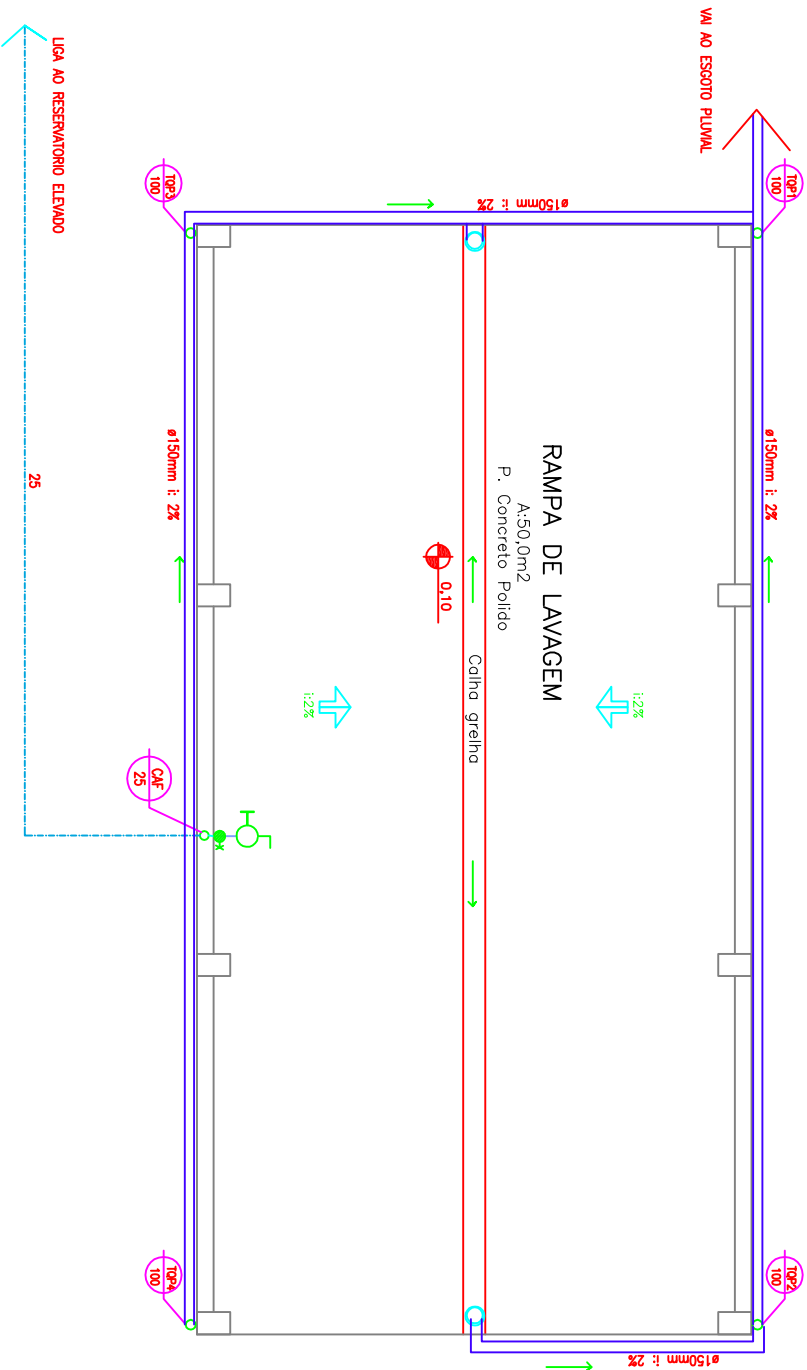 VAI AO ESGOTO PLUVIAL
LIGA AO RESERVATORIO ELEVADO
TQP1
100
TQP3
100
ø150mm i: 2%
ø150mm i: 2%
ø150mm i: 2%
25
RAMPA DE LAVAGEM
A:50,0m2
P. Concreto Polido
0,10
Calha grelha
i:2%
i:2%
CAF
25
TQP2
100
TQP4
100
ø150mm i: 2%